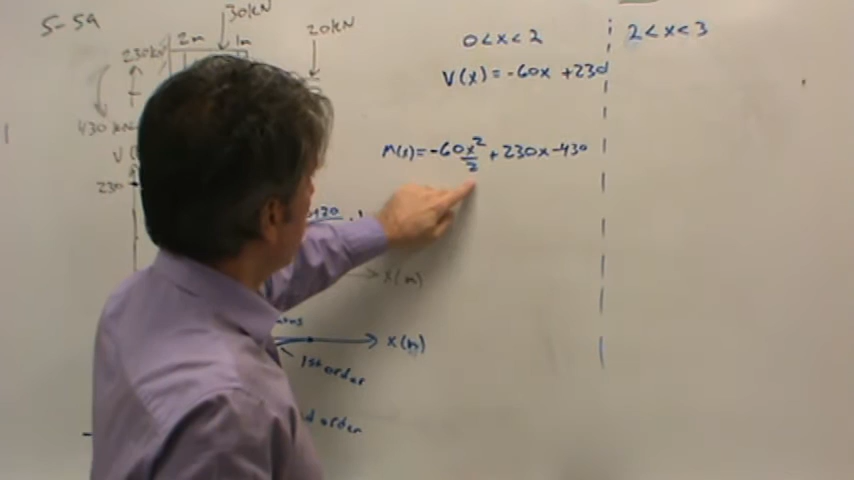 5-59
30kN
2m
1m
20kN
230kN
430 kN
V(
230
x(m)
x(m)
1st order
d order
0<x<2
V(x) = -60x + 230
M(x) = -60x²/2 + 230x - 430
2<x<3